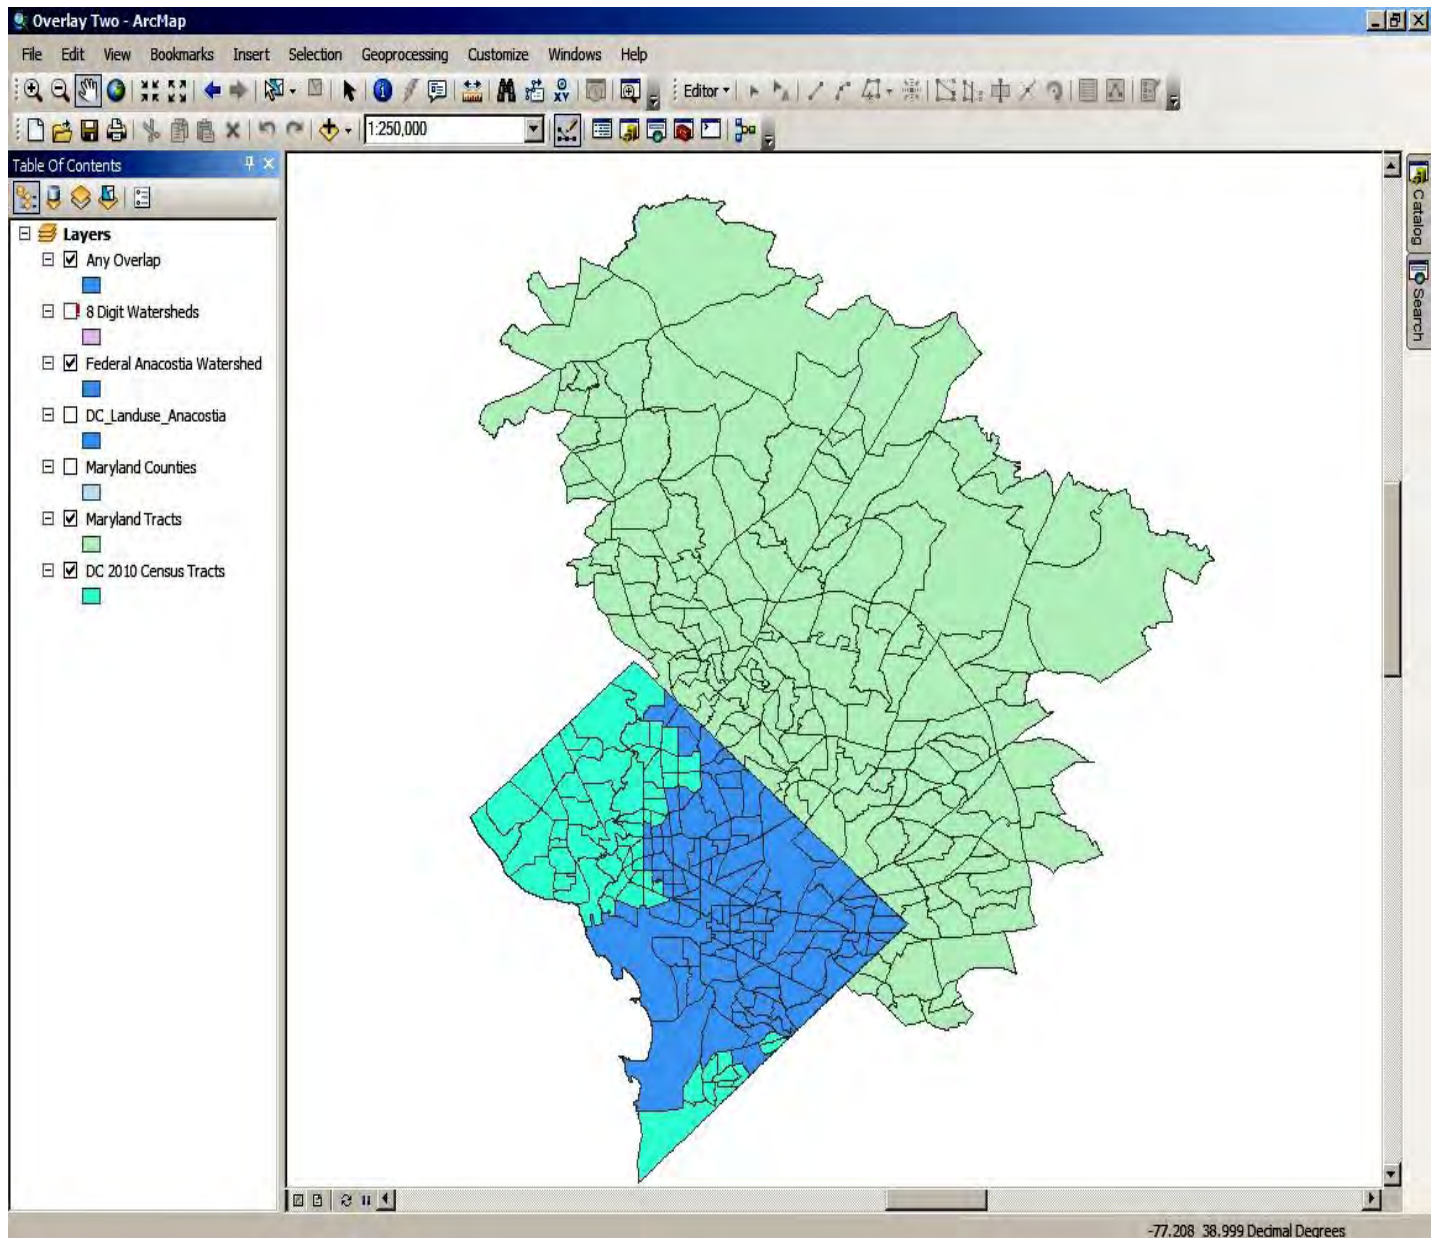 Overlay Two - ArcMap
File Edit View Bookmarks Insert Selection Geoprocessing Customize Windows Help
Editor
1:250,000
Table Of Contents
Layers
Any Overlap
8 Digit Watersheds
Federal Anacostia Watershed
DC_Landuse_Anacostia
Maryland Counties
Maryland Tracts
DC 2010 Census Tracts
Catalog
Search
-77.208 38.999 Decimal Degrees